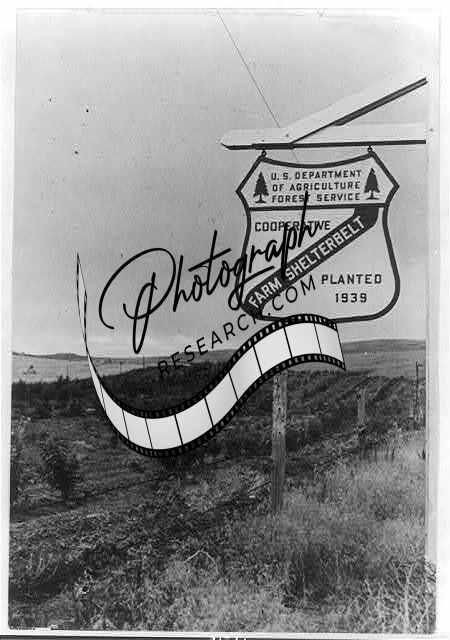 U.S. DEPARTMENT
OF AGRICULTURE
FOREST SERVICE
COOPERATIVE
FARM SHELTERBELT
PLANTED
1939
Photograph
RESEARCH.COM